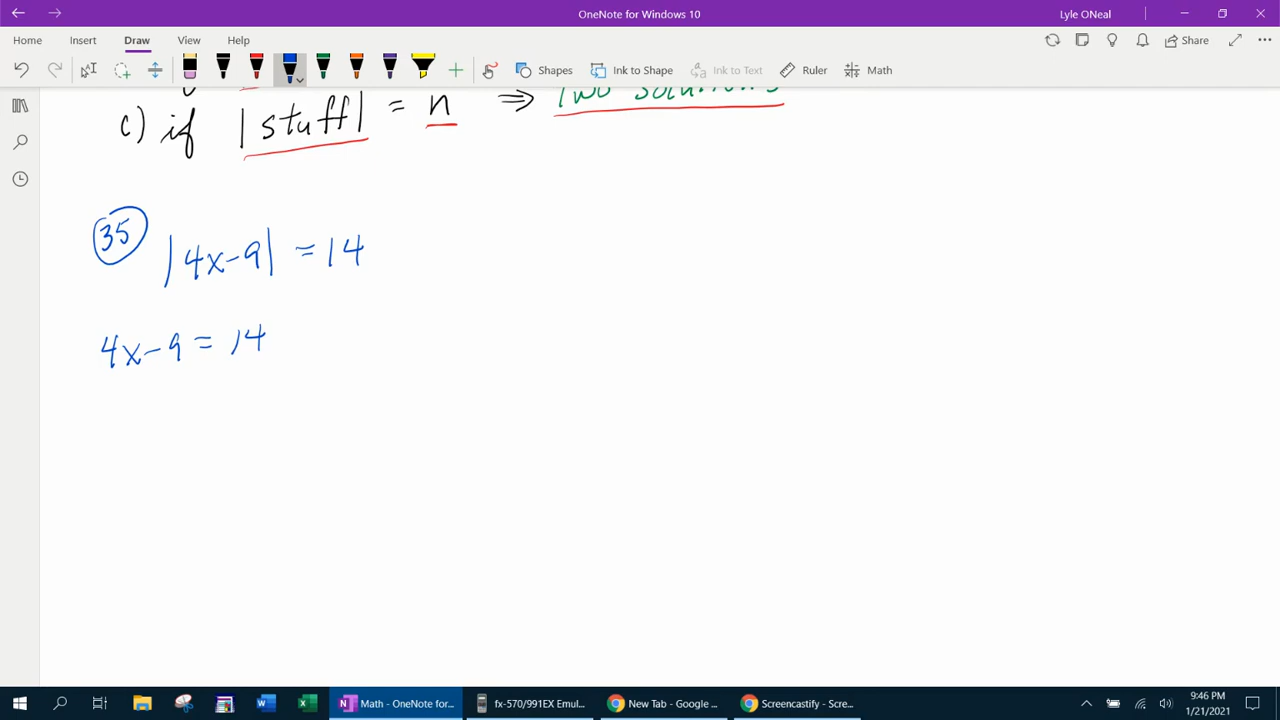 OneNote for Windows 10
Lyle ONeal
Home Insert Draw View Help
Share
Shapes Ink to Shape Ink to Text Ruler Math
c) if |stuff| = n ⇒ Two solutions
35
|4x-9| = 14
4x-9 = 14
Math - OneNote for... fx-570/991EX Emul... New Tab - Google ... Screencastify - Scre...
9:46 PM
1/21/2021